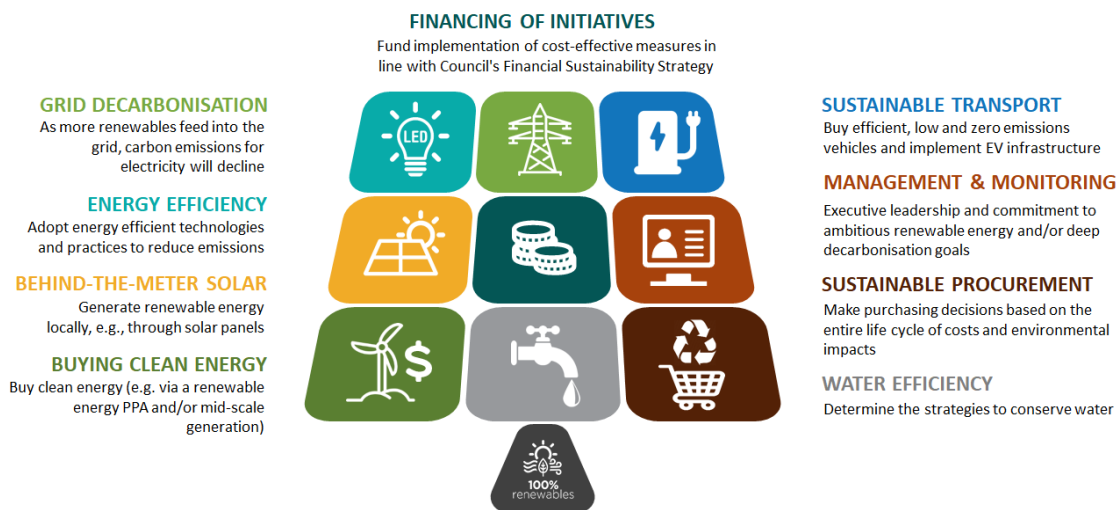 FINANCING OF INITIATIVES
Fund implementation of cost-effective measures in
line with Council's Financial Sustainability Strategy
GRID DECARBONISATION
As more renewables feed into the
grid, carbon emissions for
electricity will decline
ENERGY EFFICIENCY
Adopt energy efficient technologies
and practices to reduce emissions
BEHIND-THE-METER SOLAR
Generate renewable energy
locally, e.g., through solar panels
BUYING CLEAN ENERGY
Buy clean energy (e.g. via a renewable
energy PPA and/or mid-scale
generation)
LED
$
100%
renewables
SUSTAINABLE TRANSPORT
Buy efficient, low and zero emissions
vehicles and implement EV infrastructure
MANAGEMENT & MONITORING
Executive leadership and commitment to
ambitious renewable energy and/or deep
decarbonisation goals
SUSTAINABLE PROCUREMENT
Make purchasing decisions based on the
entire life cycle of costs and environmental
impacts
WATER EFFICIENCY
Determine the strategies to conserve water